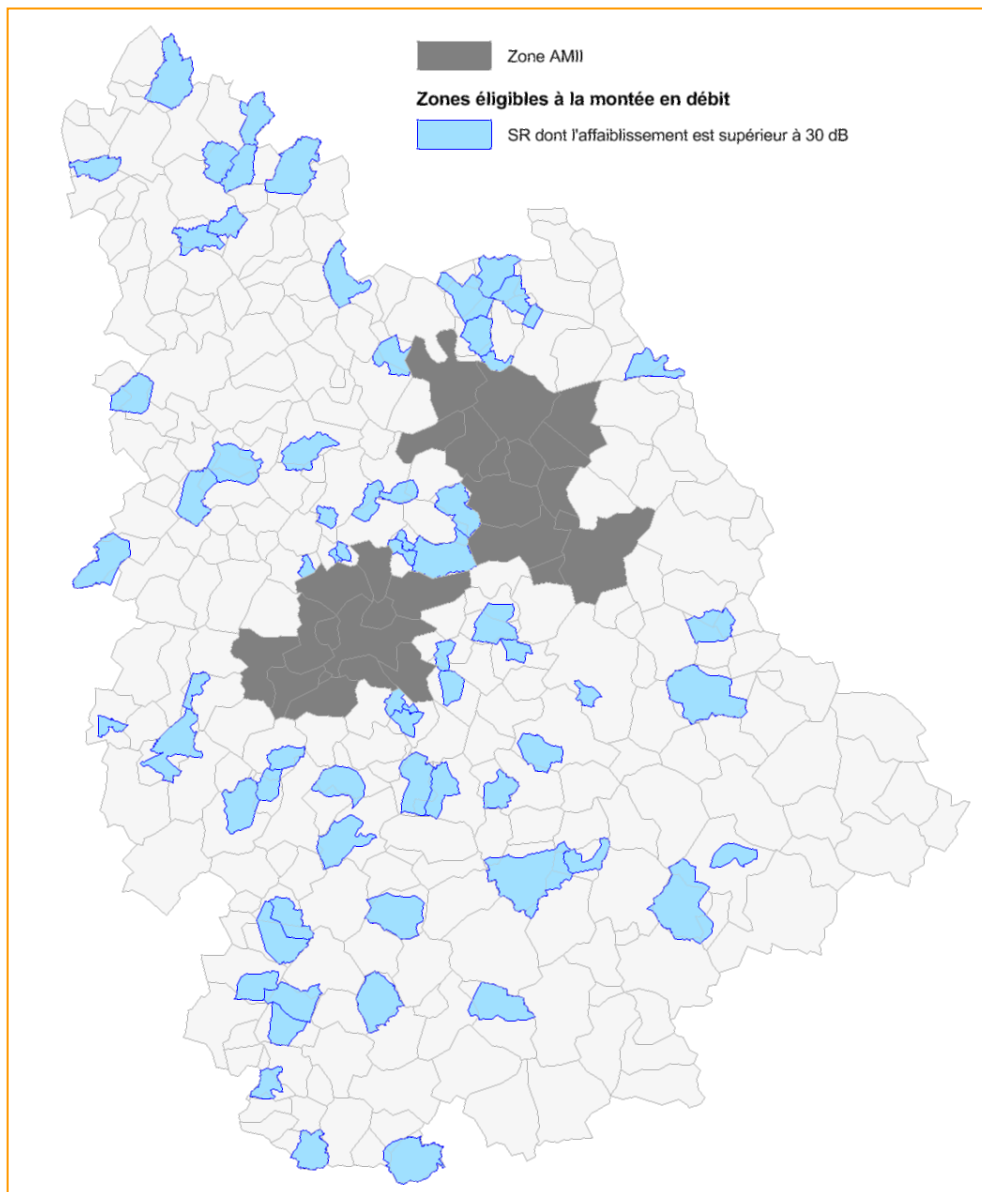 Zone AMII
Zones éligibles à la montée en débit
SR dont l'affaiblissement est supérieur à 30 dB